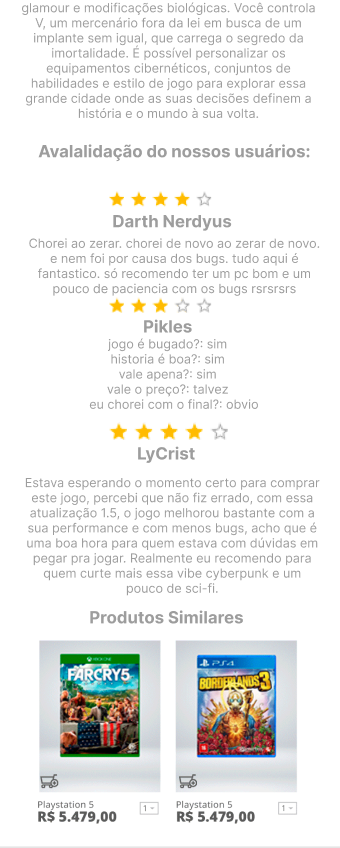 glamour e modificações biológicas. Você controla
V, um mercenário fora da lei em busca de um
implante sem igual, que carrega o segredo da
imortalidade. É possível personalizar os
equipamentos cibernéticos, conjuntos de
habilidades e estilo de jogo para explorar essa
grande cidade onde as suas decisões definem a
história e o mundo à sua volta.
Avalalidação do nossos usuários:
Darth Nerdyus
Chorei ao zerar. chorei de novo ao zerar de novo.
e nem foi por causa dos bugs. tudo aqui é
fantastico. só recomendo ter um pc bom e um
pouco de paciencia com os bugs rsrsrsrs
Pikles
jogo é bugado?: sim
historia é boa?: sim
vale apena?: sim
vale o preço?: talvez
eu chorei com o final?: obvio
LyCrist
Estava esperando o momento certo para comprar
este jogo, percebi que não fiz errado, com essa
atualização 1.5, o jogo melhorou bastante com a
sua performance e com menos bugs, acho que é
uma boa hora para quem estava com dúvidas em
pegar pra jogar. Realmente eu recomendo para
quem curte mais essa vibe cyberpunk e um
pouco de sci-fi.
Produtos Similares
XBOX ONE
FARCRY5
PS4
BORDERLANDS 3
Playstation 5
R$ 5.479,00
1
Playstation 5
R$ 5.479,00
1